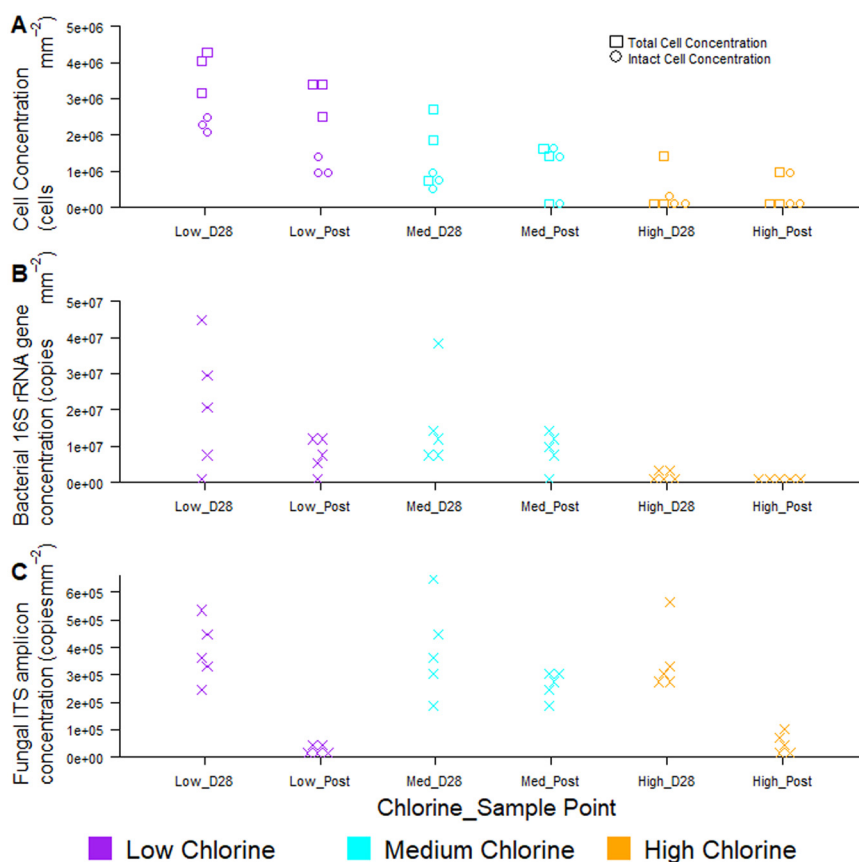 A
Cell Concentration
(cells mm−2)
5e+06
4e+06
3e+06
2e+06
1e+06
0e+00
Total Cell Concentration
Intact Cell Concentration
Low_D28 Low_Post Med_D28 Med_Post High_D28 High_Post
B
Bacterial 16S rRNA gene
concentration (copies mm−2)
5e+07
4e+07
3e+07
2e+07
1e+07
0e+00
Low_D28 Low_Post Med_D28 Med_Post High_D28 High_Post
C
Fungal ITS amplicon
concentration (copiesmm−2)
6e+05
5e+05
4e+05
3e+05
2e+05
1e+05
0e+00
Low_D28 Low_Post Med_D28 Med_Post High_D28 High_Post
Chlorine_Sample Point
Low Chlorine Medium Chlorine High Chlorine